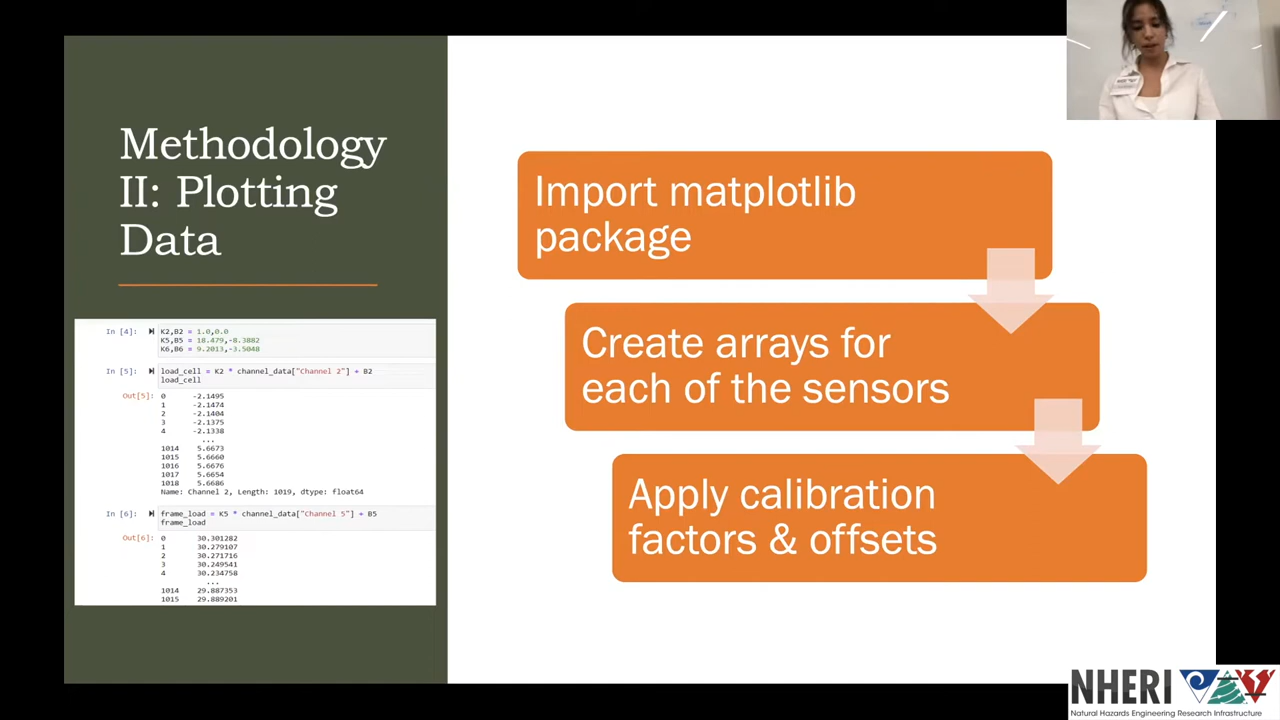 Methodology
II: Plotting
Data
In [4]:
K2,B2 = 1.0,0.0
K5,B5 = 18.479,-8.3882
K6,B6 = 9.2013,-3.5048
In [5]:
load_cell = K2 * channel_data["Channel 2"] + B2
load_cell
Out[5]:
0 -2.1495
1 -2.1474
2 -2.1404
3 -2.1375
4 -2.1338
...
1014 5.6673
1015 5.6660
1016 5.6676
1017 5.6654
1018 5.6686
Name: Channel 2, Length: 1019, dtype: float64
In [6]:
frame_load = K5 * channel_data["Channel 5"] + B5
frame_load
Out[6]:
0 30.301282
1 30.279107
2 30.271716
3 30.249541
4 30.234758
...
1014 29.887353
1015 29.889201
Import matplotlib
package
Create arrays for
each of the sensors
Apply calibration
factors & offsets
NHERI
Natural Hazards Engineering Research Infrastructure